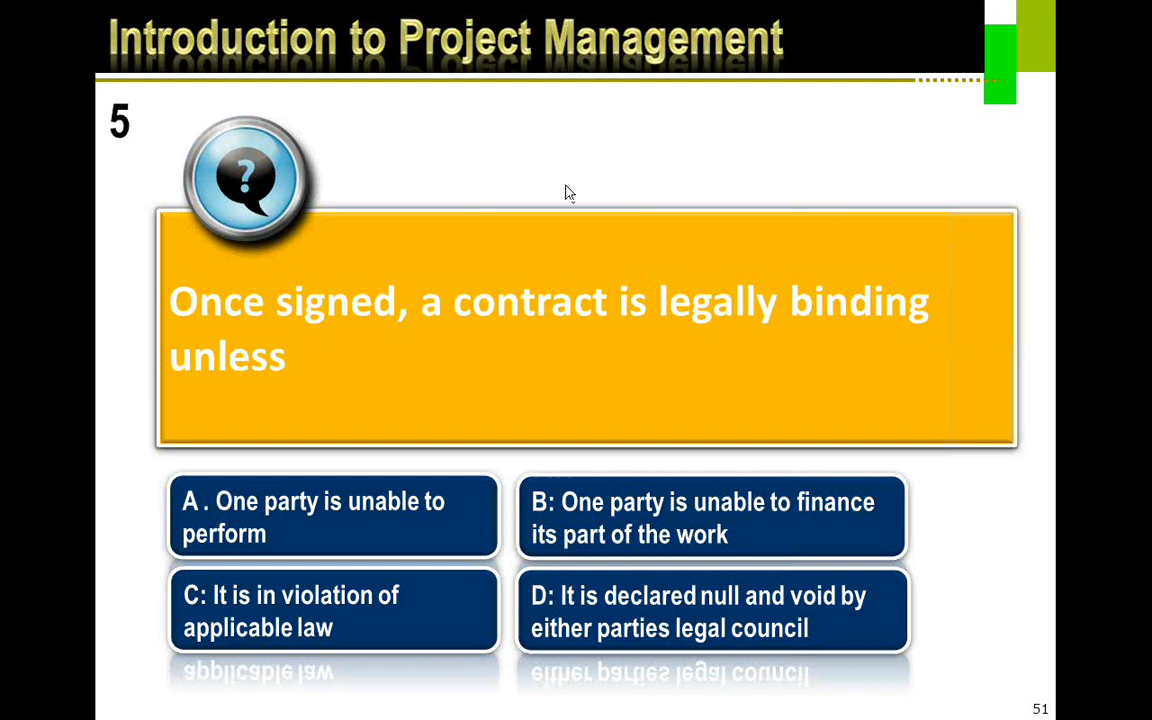 Introduction to Project Management
5
?
Once signed, a contract is legally binding
unless
A . One party is unable to
perform
B: One party is unable to finance
its part of the work
C: It is in violation of
applicable law
D: It is declared null and void by
either parties legal council
51